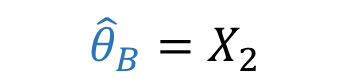 θ̂_B = X₂